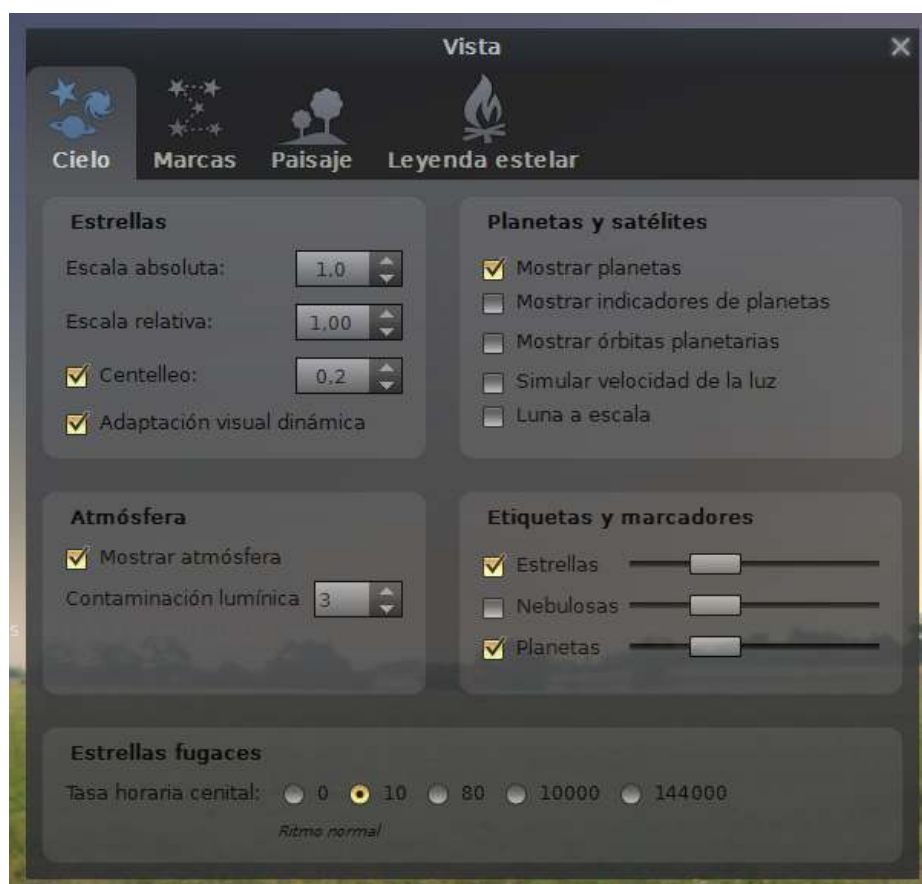 Vista
Cielo Marcas Paisaje Leyenda estelar
Estrellas
Escala absoluta: 1,0
Escala relativa: 1,00
Centelleo: 0,2
Adaptación visual dinámica
Planetas y satélites
Mostrar planetas
Mostrar indicadores de planetas
Mostrar órbitas planetarias
Simular velocidad de la luz
Luna a escala
Atmósfera
Mostrar atmósfera
Contaminación lumínica 3
Etiquetas y marcadores
Estrellas
Nebulosas
Planetas
s
Estrellas fugaces
Tasa horaria cenital: 0 10 80 10000 144000
Ritmo normal